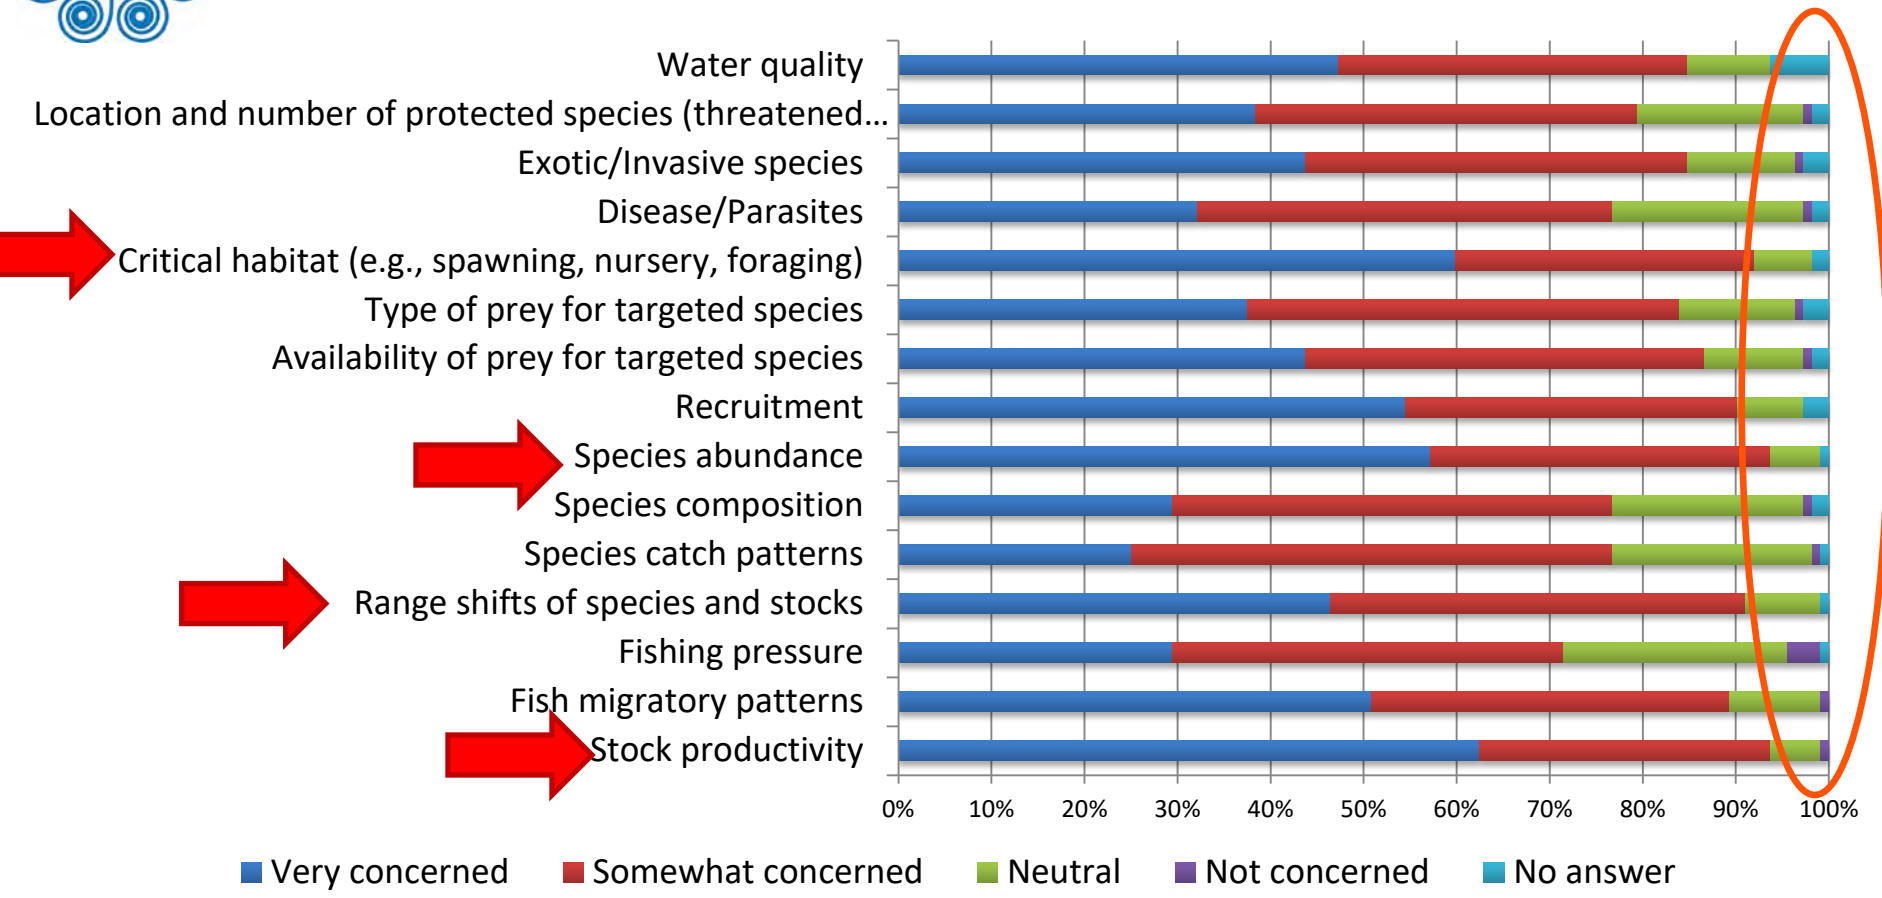 Water quality
Location and number of protected species (threatened...
Exotic/Invasive species
Disease/Parasites
Critical habitat (e.g., spawning, nursery, foraging)
Type of prey for targeted species
Availability of prey for targeted species
Recruitment
Species abundance
Species composition
Species catch patterns
Range shifts of species and stocks
Fishing pressure
Fish migratory patterns
Stock productivity
0% 10% 20% 30% 40% 50% 60% 70% 80% 90% 100%
Very concerned Somewhat concerned Neutral Not concerned No answer